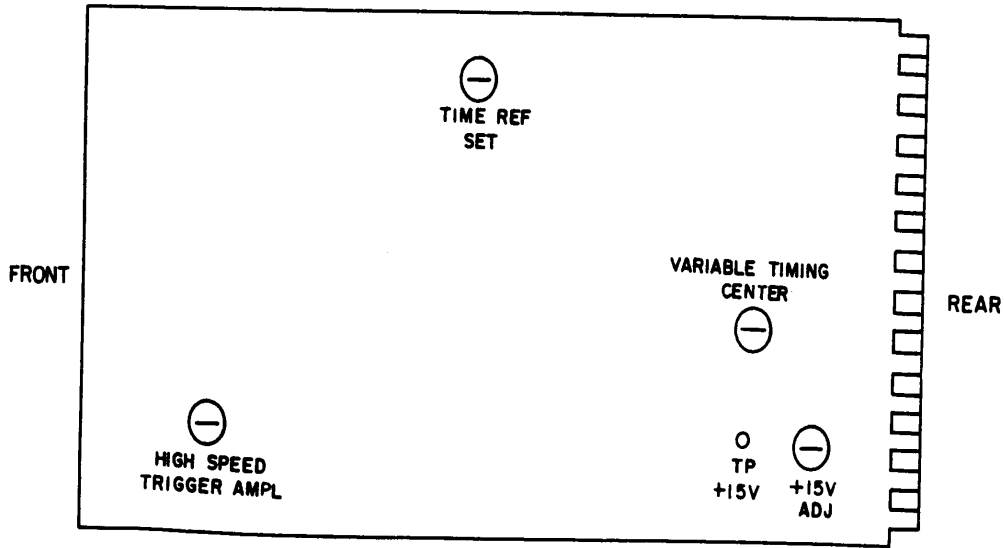 TIME REF
SET
FRONT
VARIABLE TIMING
CENTER
REAR
HIGH SPEED
TRIGGER AMPL
TP
+15V
+15V
ADJ